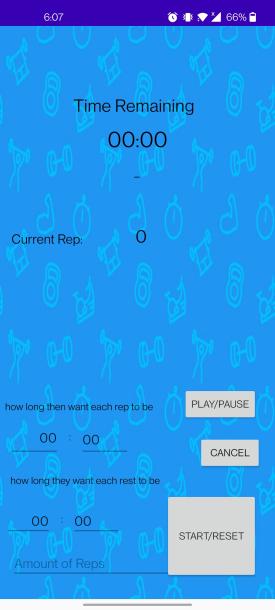 6:07
66%
Time Remaining
00:00
–
Current Rep:
0
PLAY/PAUSE
how long then want each rep to be
00 : 00
CANCEL
how long they want each rest to be
00 : 00
START/RESET
Amount of Reps